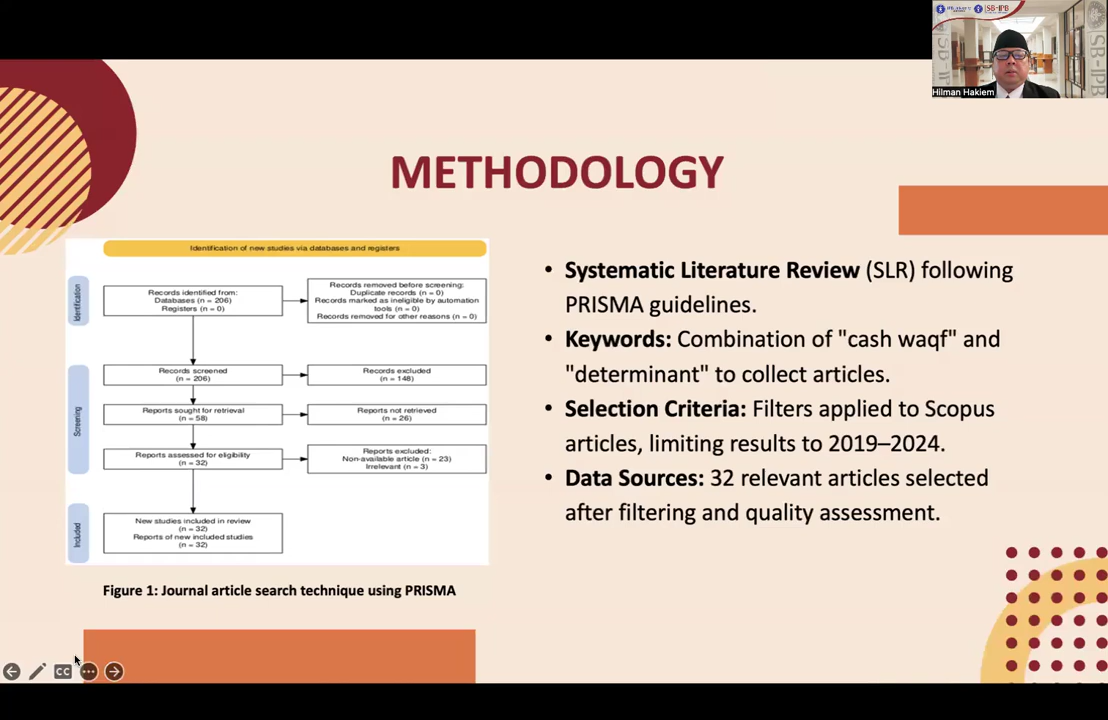 Hilman Hakiem
METHODOLOGY
Identification of new studies via databases and registers
Identification
Records identified from:
Databases (n = 206)
Registers (n = 0)
Records removed before screening:
Duplicate records (n = 0)
Records marked as ineligible by automation
tools (n = 0)
Records removed for other reasons (n = 0)
Screening
Records screened
(n = 206)
Records excluded
(n = 148)
Reports sought for retrieval
(n = 58)
Reports not retrieved
(n = 26)
Reports assessed for eligibility
(n = 32)
Reports excluded:
Non-available article (n = 23)
Irrelevant (n = 3)
Included
New studies included in review
(n = 32)
Reports of new included studies
(n = 32)
Figure 1: Journal article search technique using PRISMA
• Systematic Literature Review (SLR) following
PRISMA guidelines.
• Keywords: Combination of "cash waqf" and
"determinant" to collect articles.
• Selection Criteria: Filters applied to Scopus
articles, limiting results to 2019–2024.
• Data Sources: 32 relevant articles selected
after filtering and quality assessment.
SB-IPB
SB-IPB
CC